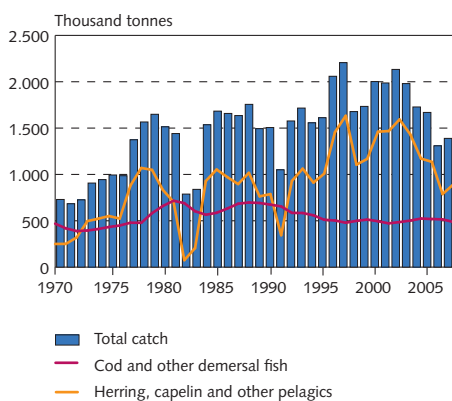 Thousand tonnes
2.500
2.000
1.500
1.000
500
0
1970 1975 1980 1985 1990 1995 2000 2005
Total catch
Cod and other demersal fish
Herring, capelin and other pelagics